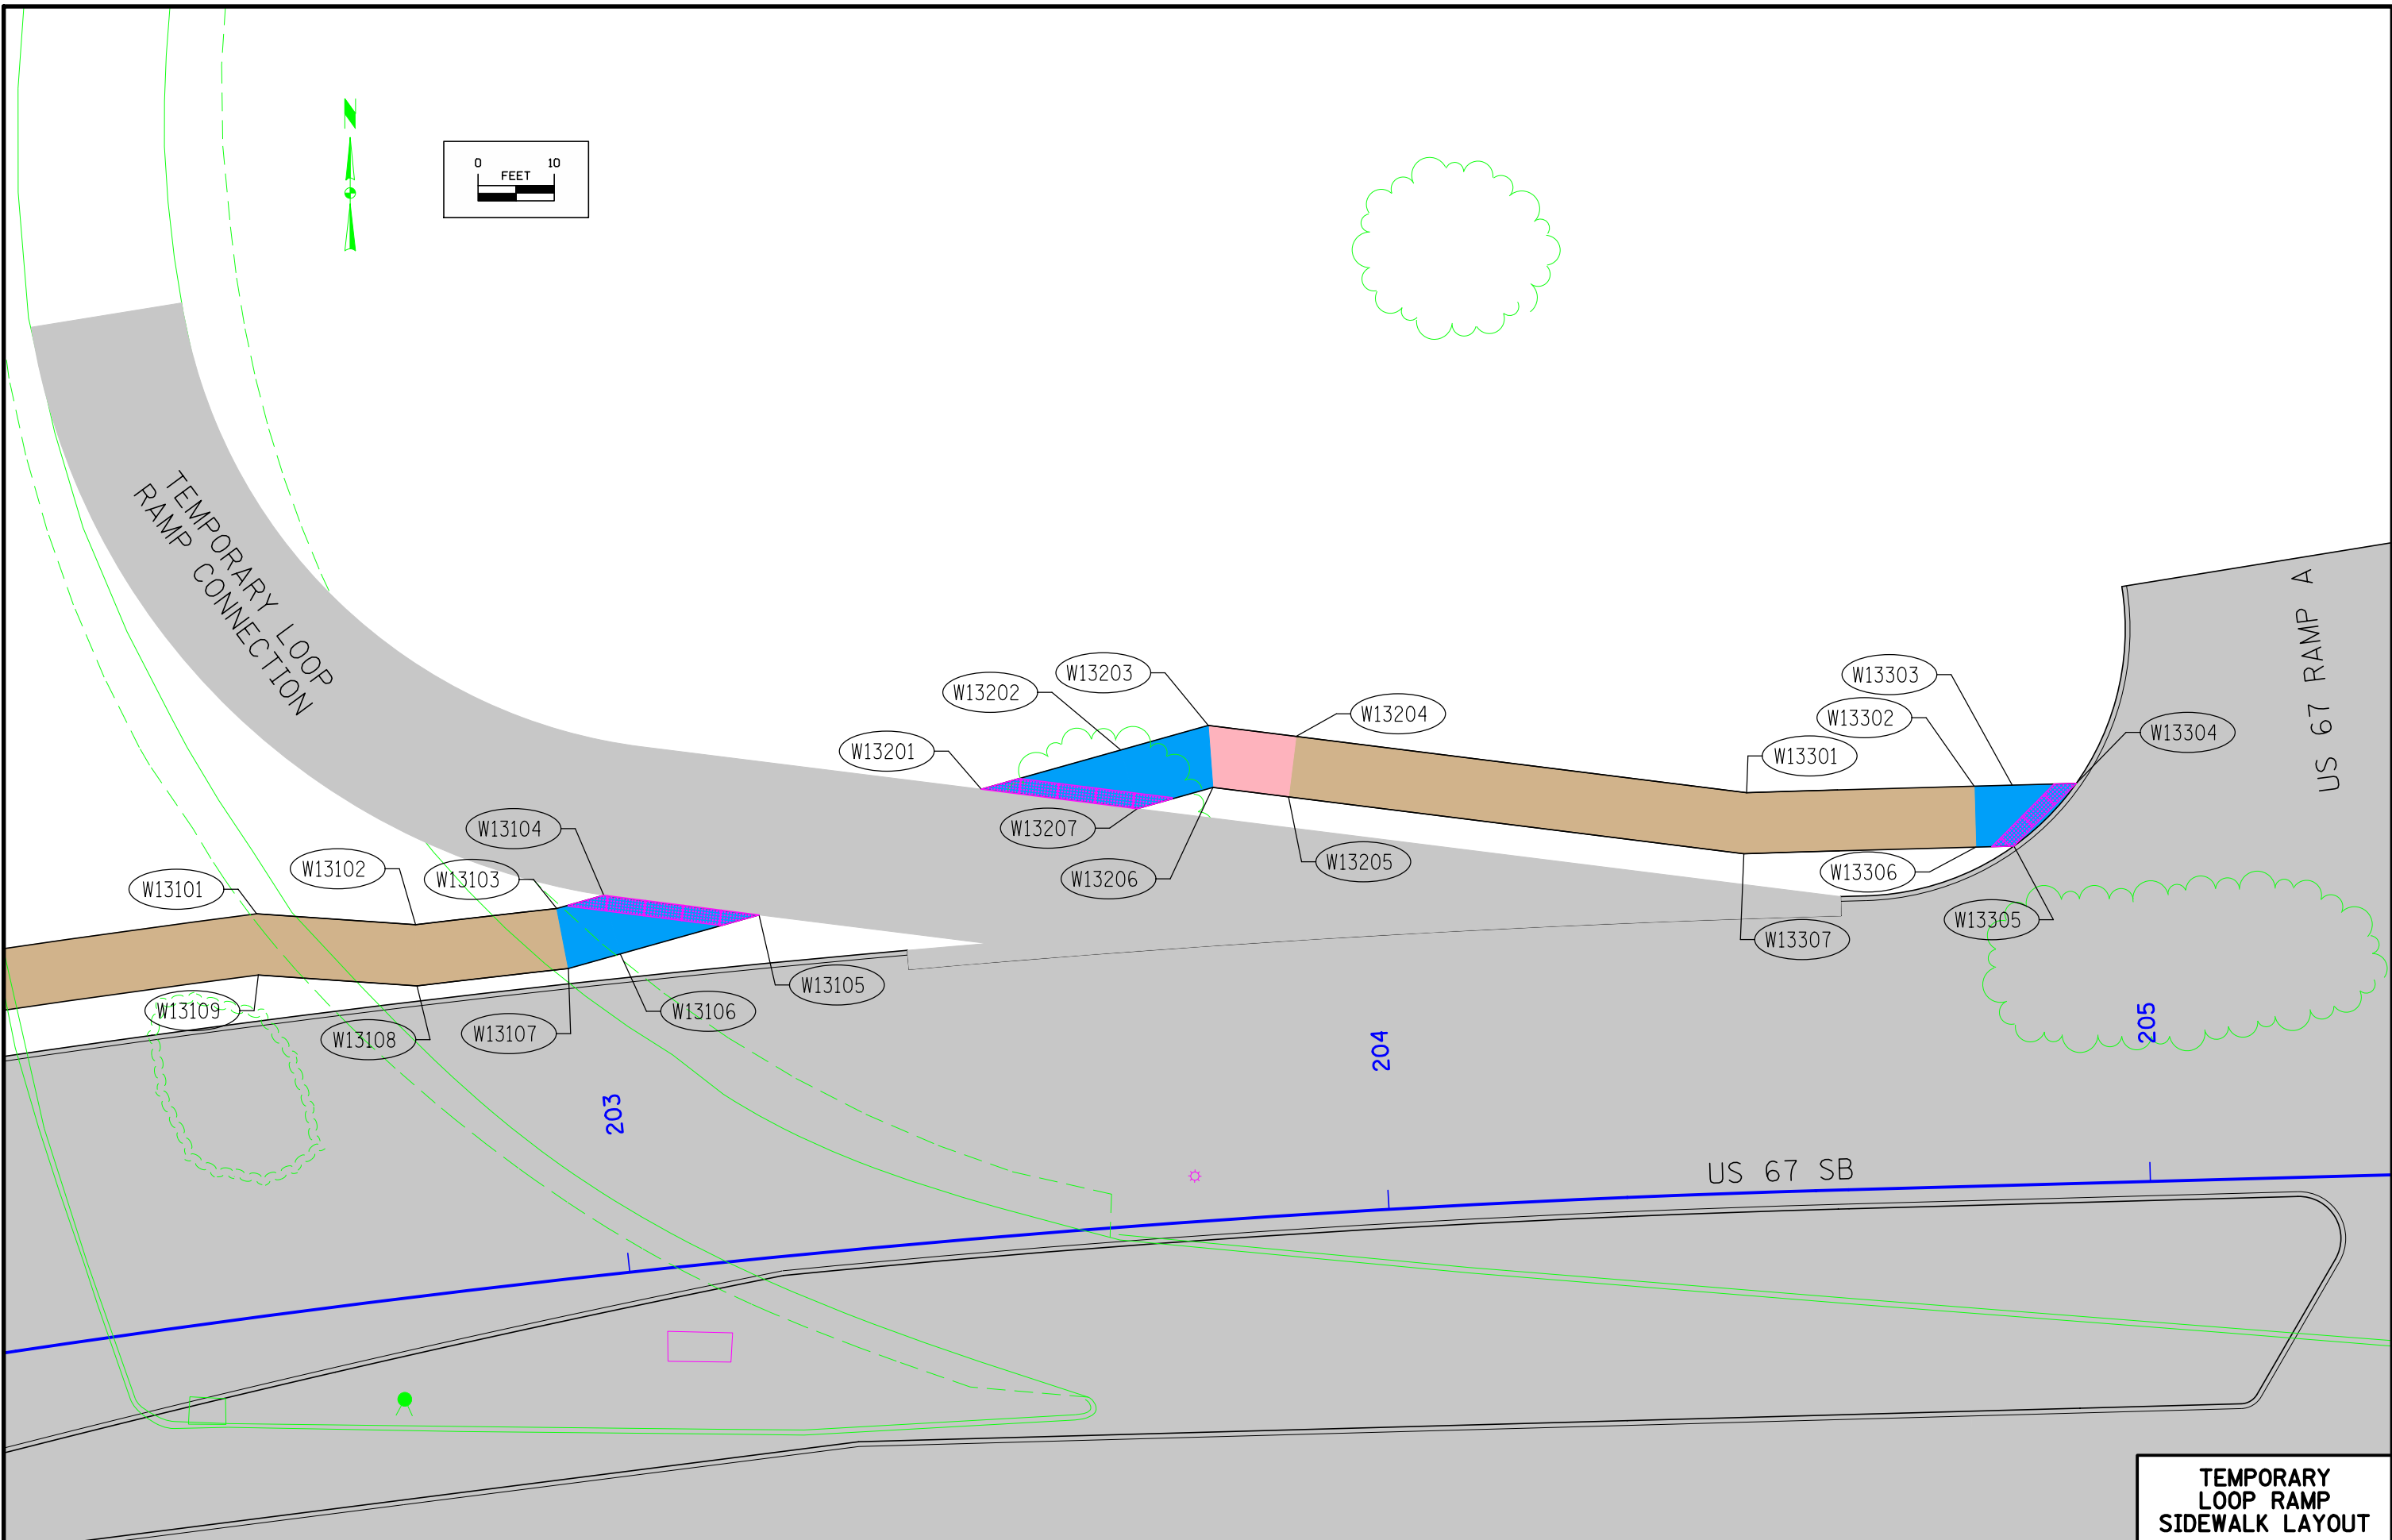 N
0 10
FEET
TEMPORARY LOOP
RAMP CONNECTION
US 67 RAMP A
W13203
W13303
W13202
W13204
W13302
W13304
W13201
W13301
W13104
W13207
W13102
W13205
W13103
W13306
W13206
W13101
W13305
W13307
W13105
W13109
W13106
W13107
W13108
205
204
203
US 67 SB
TEMPORARY
LOOP RAMP
SIDEWALK LAYOUT